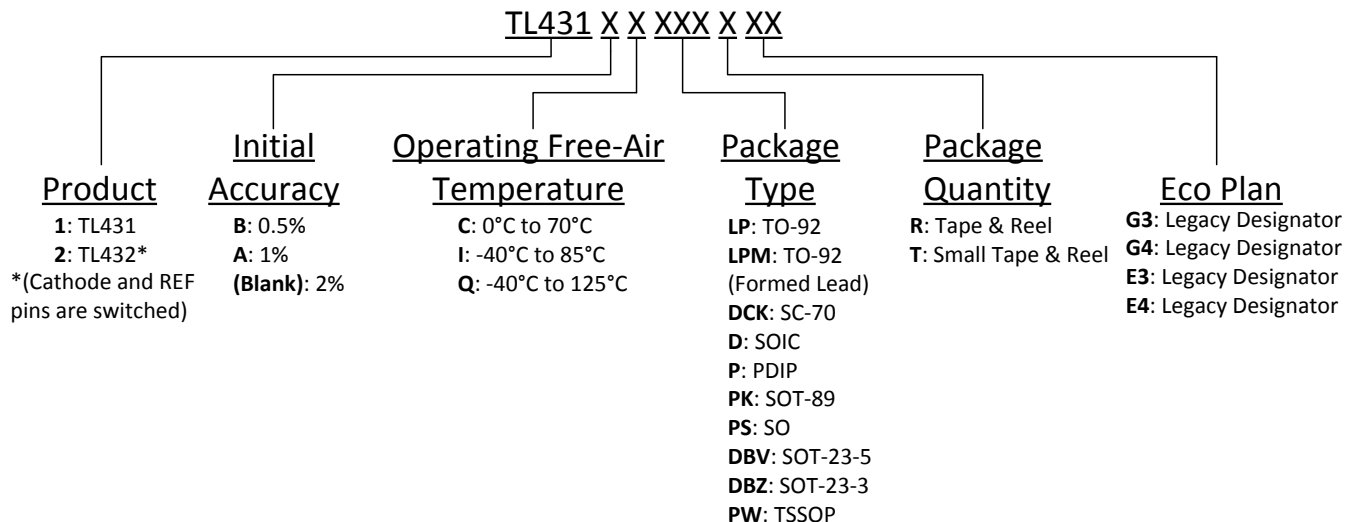 TL431 X X XXX X XX
Product
1: TL431
2: TL432*
*(Cathode and REF
pins are switched)
Initial
Accuracy
B: 0.5%
A: 1%
(Blank): 2%
Operating Free-Air
Temperature
C: 0°C to 70°C
I: -40°C to 85°C
Q: -40°C to 125°C
Package
Type
LP: TO-92
LPM: TO-92
(Formed Lead)
DCK: SC-70
D: SOIC
P: PDIP
PK: SOT-89
PS: SO
DBV: SOT-23-5
DBZ: SOT-23-3
PW: TSSOP
Package
Quantity
R: Tape & Reel
T: Small Tape & Reel
Eco Plan
G3: Legacy Designator
G4: Legacy Designator
E3: Legacy Designator
E4: Legacy Designator